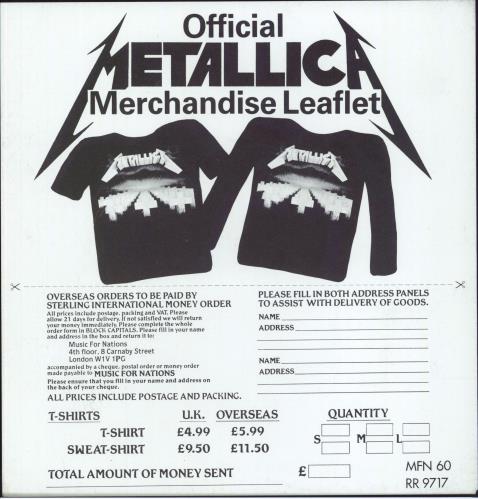 Official
METALLICA
Merchandise Leaflet
METALLICA
METALLICA
OVERSEAS ORDERS TO BE PAID BY
STERLING INTERNATIONAL MONEY ORDER
All prices include postage, packing and VAT. Please
allow 21 days for delivery. If not satisfied we will return
your money immediately. Please complete the whole
order form in BLOCK CAPITALS. Please fill in your name
and address in the box and return it to:
Music For Nations
4th floor, 8 Carnaby Street
London W1V 1PG
accompanied by a cheque, postal order or money order
made payable to MUSIC FOR NATIONS
Please ensure that you fill in your name and address on
the back of your cheque.
ALL PRICES INCLUDE POSTAGE AND PACKING.
PLEASE FILL IN BOTH ADDRESS PANELS
TO ASSIST WITH DELIVERY OF GOODS.
NAME
ADDRESS
NAME
ADDRESS
T-SHIRTS U.K. OVERSEAS QUANTITY
T-SHIRT £4.99 £5.99
SWEAT-SHIRT £9.50 £11.50
S M L
TOTAL AMOUNT OF MONEY SENT £
MFN 60
RR 9717